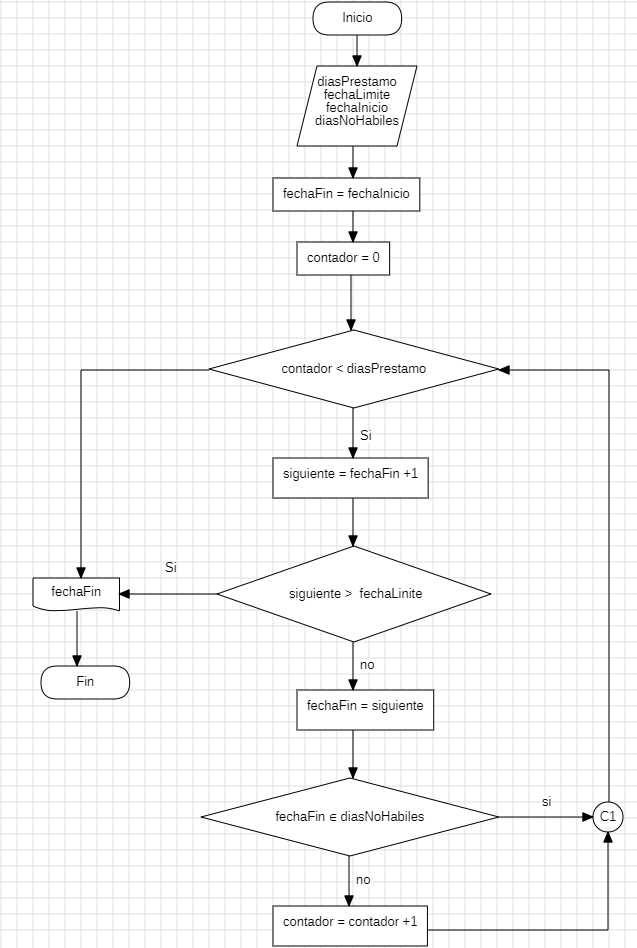 Inicio
diasPrestamo
fechaLimite
fechaInicio
diasNoHabiles
fechaFin = fechaInicio
contador = 0
contador < diasPrestamo
Si
siguiente = fechaFin +1
Si
siguiente > fechaLinite
fechaFin
no
Fin
fechaFin = siguiente
si
fechaFin ∈ diasNoHabiles
C1
no
contador = contador +1